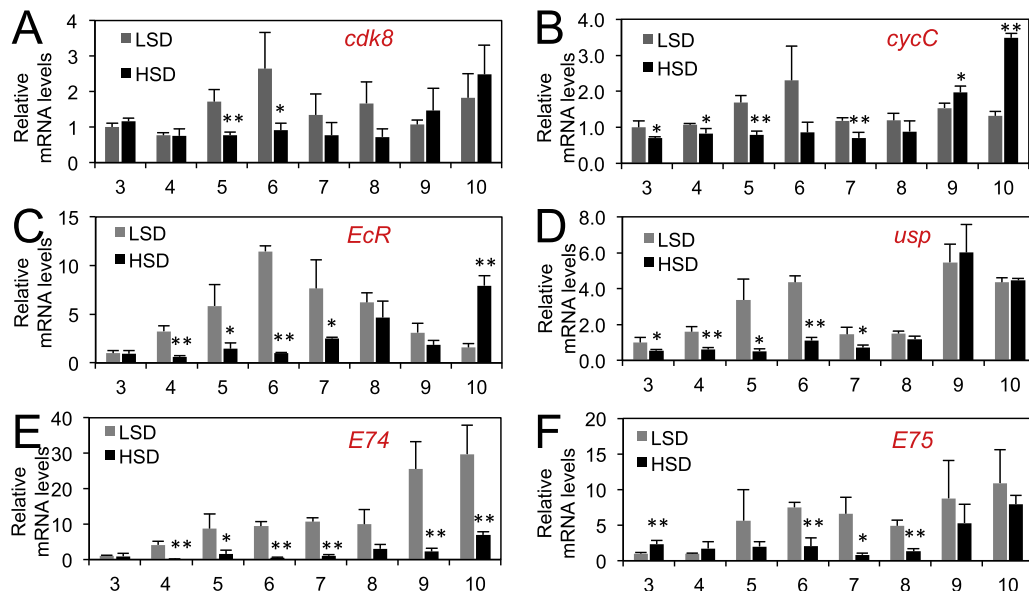 A
Relative
mRNA levels
4
3
2
1
0
LSD
HSD
cdk8
** *
3 4 5 6 7 8 9 10
B
Relative
mRNA levels
4.0
3.0
2.0
1.0
0.0
LSD
HSD
cycC
* * ** ** * **
3 4 5 6 7 8 9 10
C
Relative
mRNA levels
15
10
5
0
LSD
HSD
EcR
** * ** * **
3 4 5 6 7 8 9 10
D
Relative
mRNA levels
8.0
6.0
4.0
2.0
0.0
LSD
HSD
usp
* ** * ** *
3 4 5 6 7 8 9 10
E
Relative
mRNA levels
40
30
20
10
0
LSD
HSD
E74
** * ** ** ** **
3 4 5 6 7 8 9 10
F
Relative
mRNA levels
20
15
10
5
0
LSD
HSD
E75
** ** * **
3 4 5 6 7 8 9 10